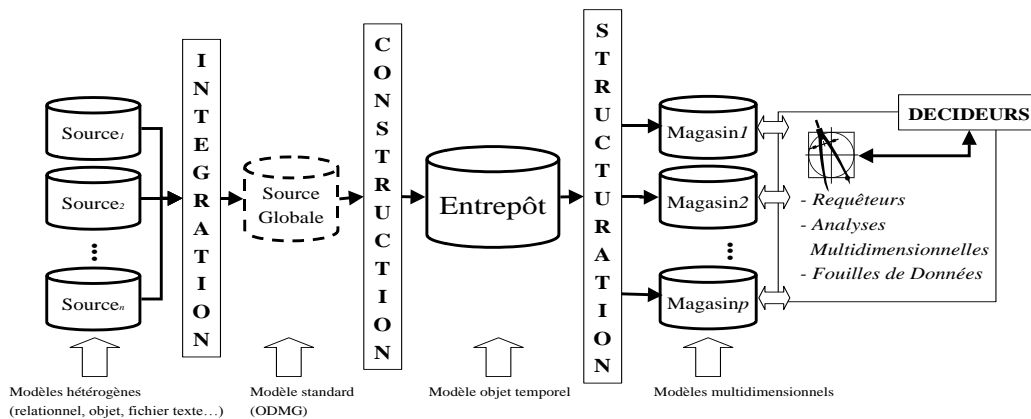 Source1
Source2
Sourcen
INTEGRATION
Source
Globale
CONSTRUCTION
Entrepôt
STRUCTURATION
Magasin1
Magasin2
Magasinp
DECIDEURS
- Requêteurs
- Analyses
Multidimensionnelles
- Fouilles de Données
Modèles hétérogènes
(relationnel, objet, fichier texte…)
Modèle standard
(ODMG)
Modèle objet temporel
Modèles multidimensionnels